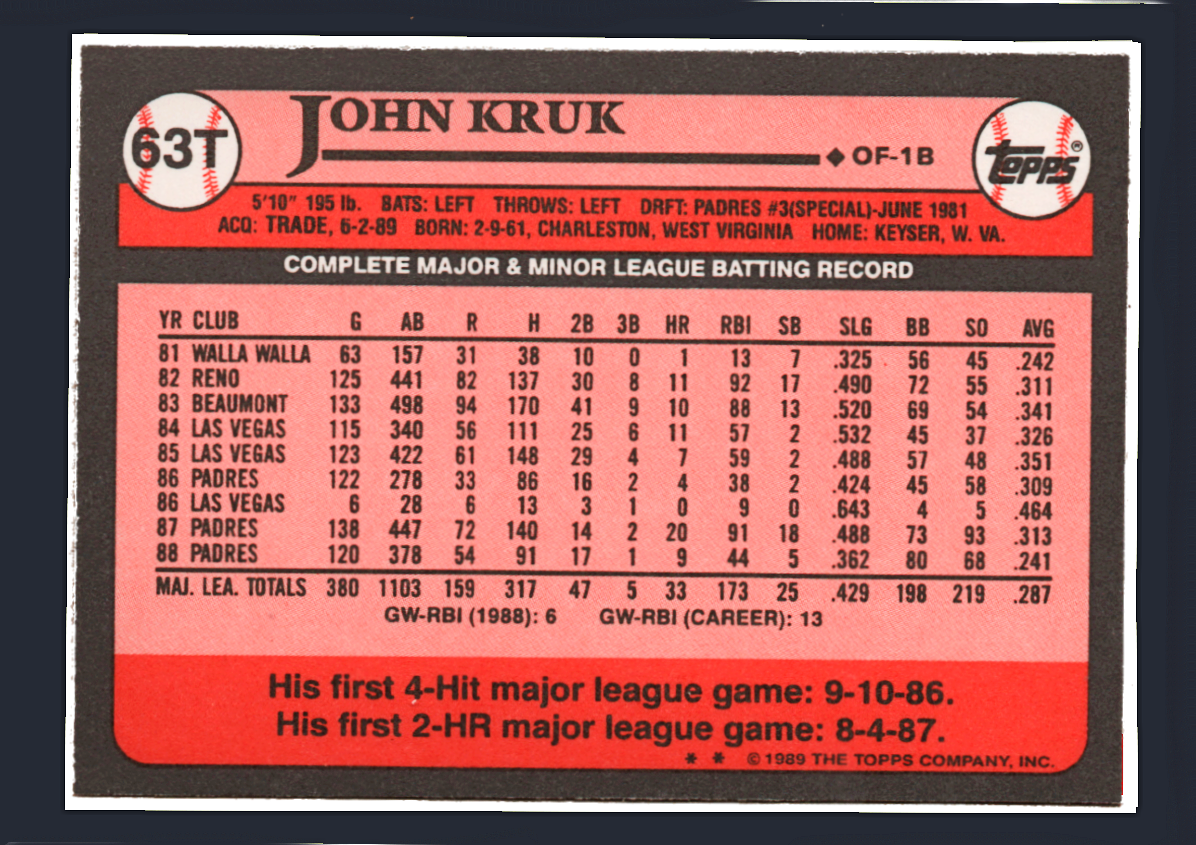 63T
JOHN KRUK
OF-1B
TOPPS®
5'10" 195 lb. BATS: LEFT THROWS: LEFT DRFT: PADRES #3(SPECIAL)-JUNE 1981
ACQ: TRADE, 6-2-89 BORN: 2-9-61, CHARLESTON, WEST VIRGINIA HOME: KEYSER, W. VA.
COMPLETE MAJOR & MINOR LEAGUE BATTING RECORD
YR CLUB G AB R H 2B 3B HR RBI SB SLG BB SO AVG
81 WALLA WALLA 63 157 31 38 10 0 1 13 7 .325 56 45 .242
82 RENO 125 441 82 137 30 8 11 92 17 .490 72 55 .311
83 BEAUMONT 133 498 94 170 41 9 10 88 13 .520 69 54 .341
84 LAS VEGAS 115 340 56 111 25 6 11 57 2 .532 45 37 .326
85 LAS VEGAS 123 422 61 148 29 4 7 59 2 .488 57 48 .351
86 PADRES 122 278 33 86 16 2 4 38 2 .424 45 58 .309
86 LAS VEGAS 6 28 6 13 3 1 0 9 0 .643 4 5 .464
87 PADRES 138 447 72 140 14 2 20 91 18 .488 73 93 .313
88 PADRES 120 378 54 91 17 1 9 44 5 .362 80 68 .241
MAJ. LEA. TOTALS 380 1103 159 317 47 5 33 173 25 .429 198 219 .287
GW-RBI (1988): 6 GW-RBI (CAREER): 13
His first 4-Hit major league game: 9-10-86.
His first 2-HR major league game: 8-4-87.
* * © 1989 THE TOPPS COMPANY, INC.